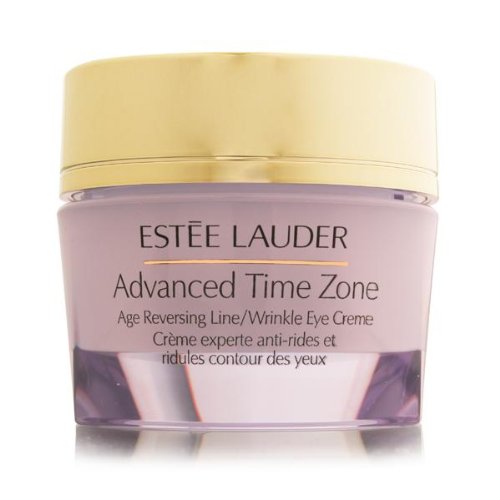 ESTĒE LAUDER
Advanced Time Zone
Age Reversing Line/Wrinkle Eye Creme
Crème experte anti-rides et
ridules contour des yeux